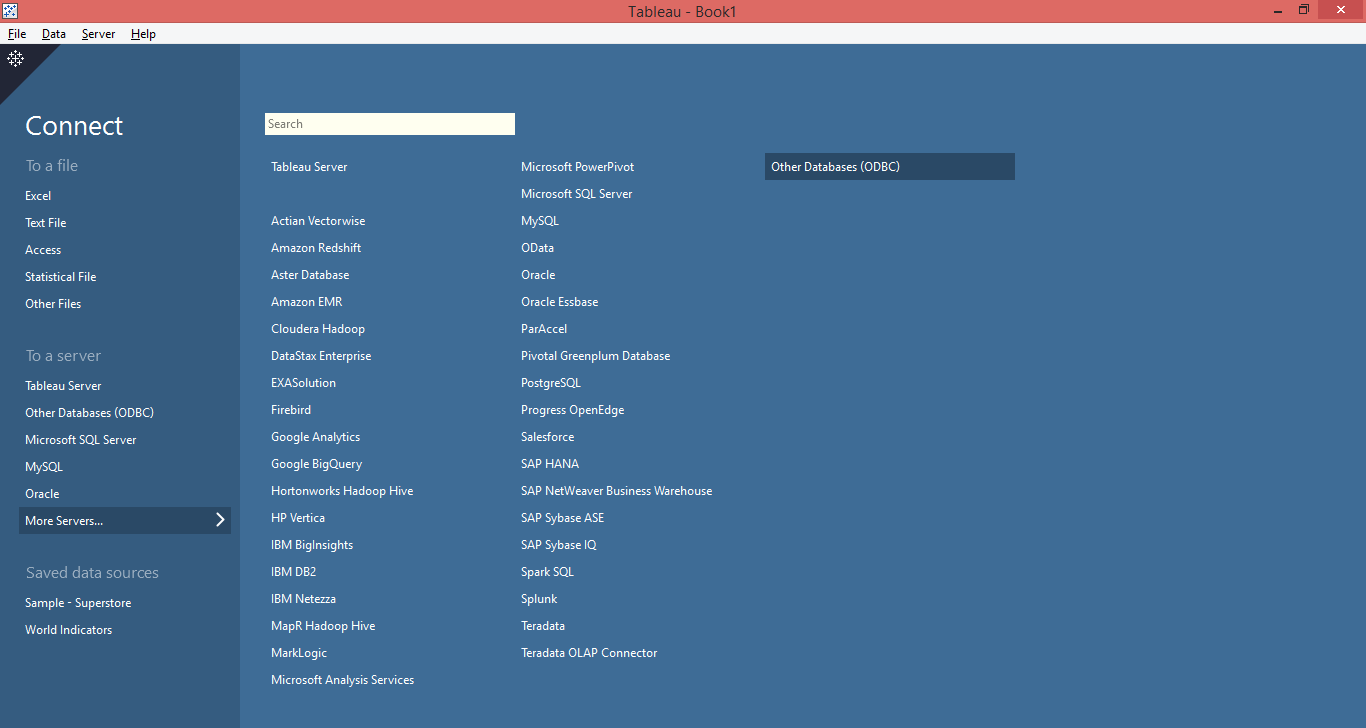 Tableau - Book1
File Data Server Help
Connect
To a file
Excel
Text File
Access
Statistical File
Other Files
To a server
Tableau Server
Other Databases (ODBC)
Microsoft SQL Server
MySQL
Oracle
More Servers...
Saved data sources
Sample - Superstore
World Indicators
Search
Tableau Server
Actian Vectorwise
Amazon Redshift
Aster Database
Amazon EMR
Cloudera Hadoop
DataStax Enterprise
EXASolution
Firebird
Google Analytics
Google BigQuery
Hortonworks Hadoop Hive
HP Vertica
IBM BigInsights
IBM DB2
IBM Netezza
MapR Hadoop Hive
MarkLogic
Microsoft Analysis Services
Microsoft PowerPivot
Microsoft SQL Server
MySQL
OData
Oracle
Oracle Essbase
ParAccel
Pivotal Greenplum Database
PostgreSQL
Progress OpenEdge
Salesforce
SAP HANA
SAP NetWeaver Business Warehouse
SAP Sybase ASE
SAP Sybase IQ
Spark SQL
Splunk
Teradata
Teradata OLAP Connector
Other Databases (ODBC)